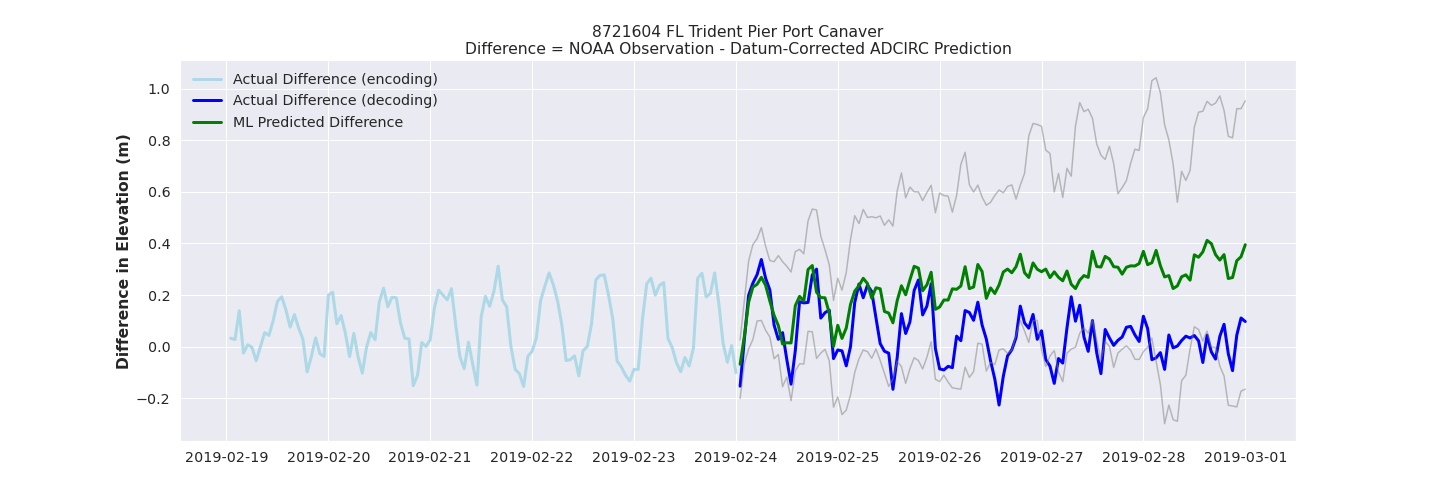 8721604 FL Trident Pier Port Canaver
Difference = NOAA Observation - Datum-Corrected ADCIRC Prediction
Actual Difference (encoding)
Actual Difference (decoding)
ML Predicted Difference
Difference in Elevation (m)
1.0
0.8
0.6
0.4
0.2
0.0
−0.2
2019-02-19 2019-02-20 2019-02-21 2019-02-22 2019-02-23 2019-02-24 2019-02-25 2019-02-26 2019-02-27 2019-02-28 2019-03-01